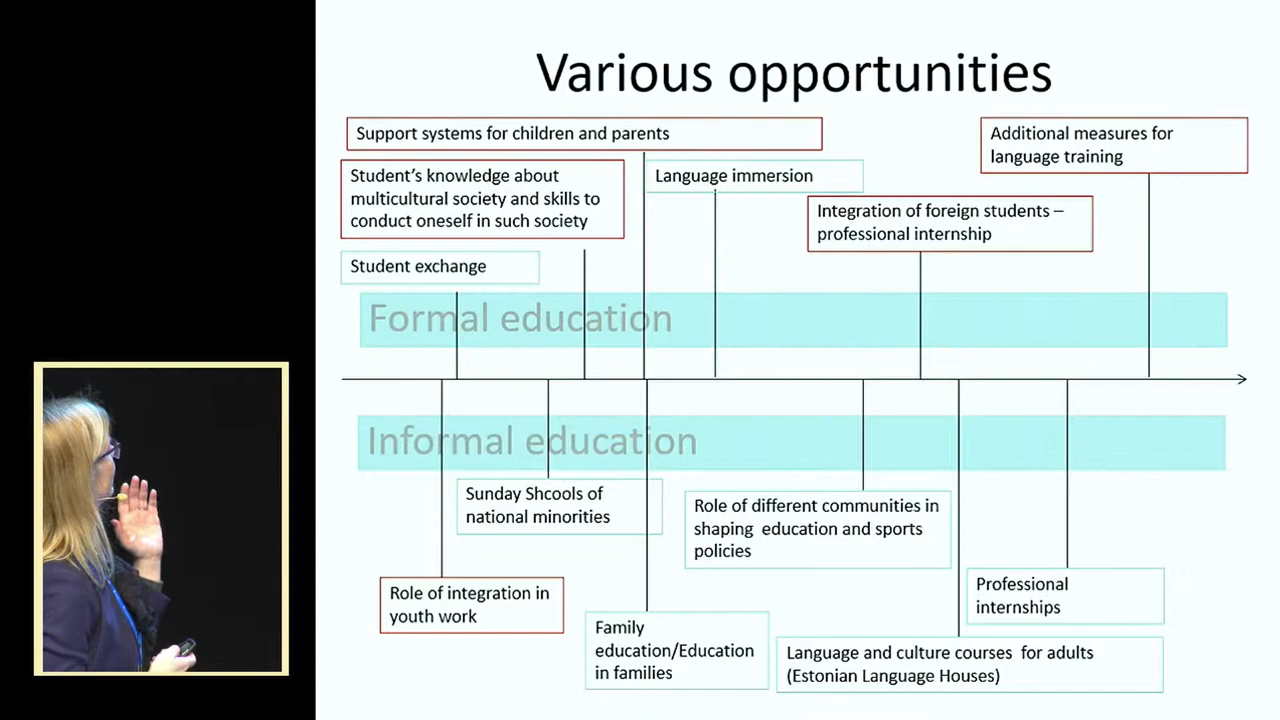 Various opportunities
Support systems for children and parents
Additional measures for
language training
Student's knowledge about
multicultural society and skills to
conduct oneself in such society
Language immersion
Integration of foreign students –
professional internship
Student exchange
Formal education
Informal education
Sunday Shcools of
national minorities
Role of different communities in
shaping education and sports
policies
Role of integration in
youth work
Professional
internships
Family
education/Education
in families
Language and culture courses for adults
(Estonian Language Houses)